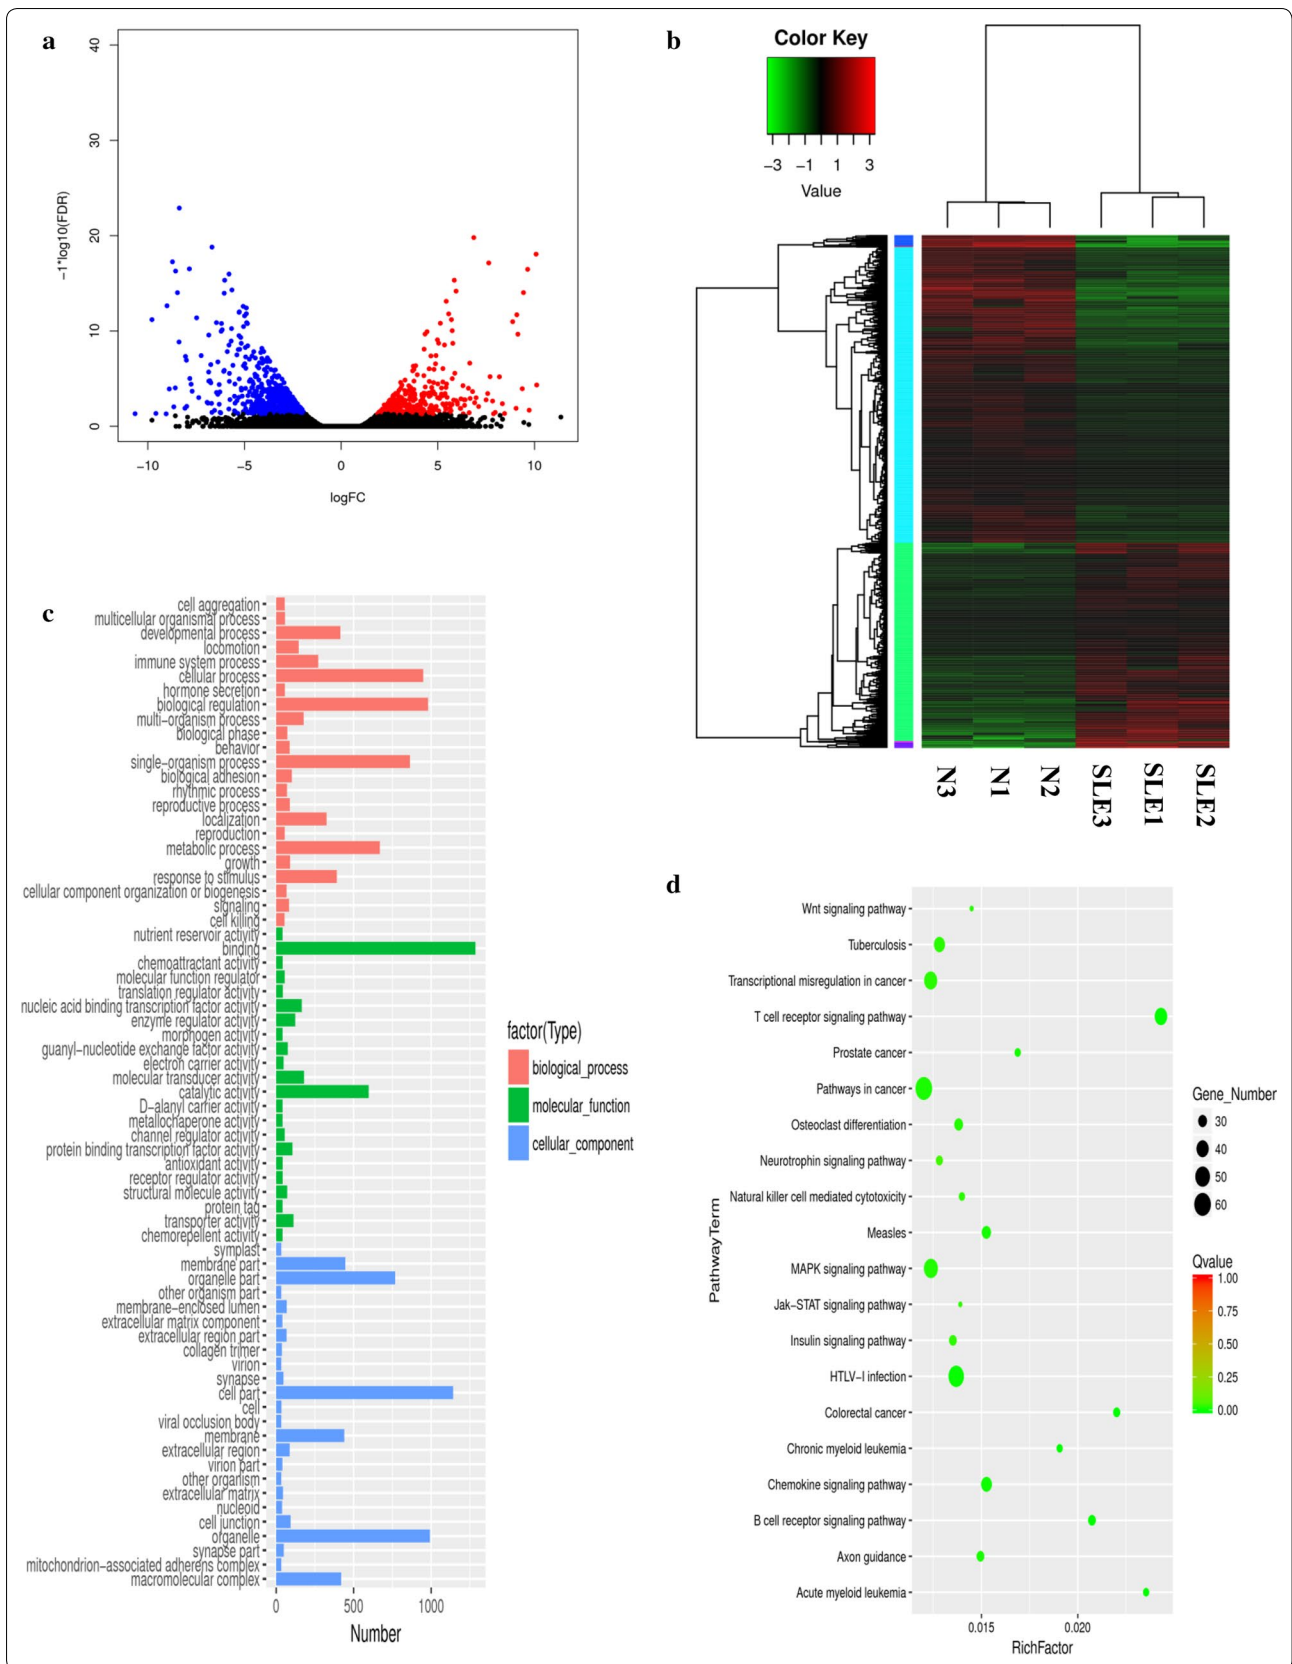 a
40
30
20
10
0
-1*log10(FDR)
−10
−5
0
5
10
logFC
b
Color Key
−3 −1 1 3
Value
N3
N1
N2
SLE3
SLE1
SLE2
c
cell aggregation
multicellular organismal process
developmental process
locomotion
immune system process
cellular process
hormone secretion
biological regulation
multi−organism process
biological phase
behavior
single−organism process
biological adhesion
rhythmic process
reproductive process
localization
reproduction
metabolic process
growth
response to stimulus
cellular component organization or biogenesis
signaling
cell killing
nutrient reservoir activity
binding
chemoattractant activity
molecular function regulator
translation regulator activity
nucleic acid binding transcription factor activity
enzyme regulator activity
morphogen activity
guanyl−nucleotide exchange factor activity
electron carrier activity
molecular transducer activity
catalytic activity
D−alanyl carrier activity
metallochaperone activity
channel regulator activity
protein binding transcription factor activity
antioxidant activity
receptor regulator activity
structural molecule activity
protein tag
transporter activity
chemorepellent activity
symplast
membrane part
organelle part
other organism part
membrane−enclosed lumen
extracellular matrix component
extracellular region part
collagen trimer
virion
synapse
cell part
cell
viral occlusion body
membrane
extracellular region
virion part
other organism
extracellular matrix
nucleoid
cell junction
organelle
synapse part
mitochondrion−associated adherens complex
macromolecular complex
0
500
1000
Number
factor(Type)
biological_process
molecular_function
cellular_component
d
Wnt signaling pathway
Tuberculosis
Transcriptional misregulation in cancer
T cell receptor signaling pathway
Prostate cancer
Pathways in cancer
Osteoclast differentiation
Neurotrophin signaling pathway
Natural killer cell mediated cytotoxicity
Measles
MAPK signaling pathway
Jak−STAT signaling pathway
Insulin signaling pathway
HTLV−I infection
Colorectal cancer
Chronic myeloid leukemia
Chemokine signaling pathway
B cell receptor signaling pathway
Axon guidance
Acute myeloid leukemia
PathwayTerm
0.015
0.020
RichFactor
Gene_Number
30
40
50
60
Qvalue
1.00
0.75
0.50
0.25
0.00